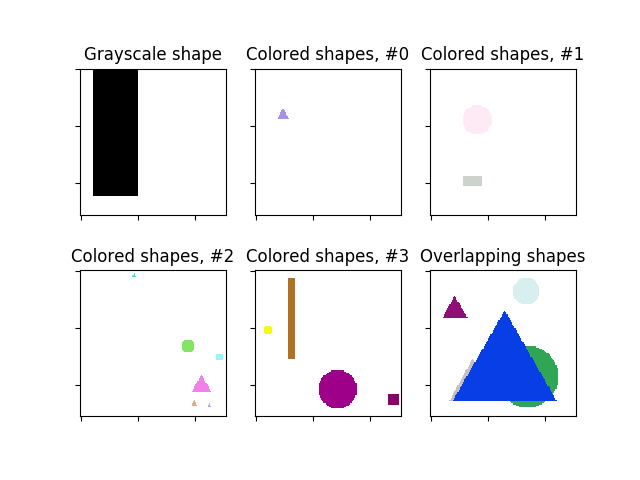 Grayscale shape
Colored shapes, #0
Colored shapes, #1
Colored shapes, #2
Colored shapes, #3
Overlapping shapes